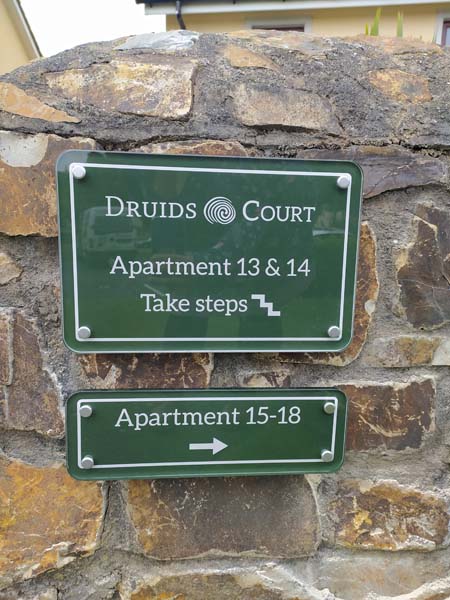 DRUIDS COURT
Apartment 13 & 14
Take steps
Apartment 15-18